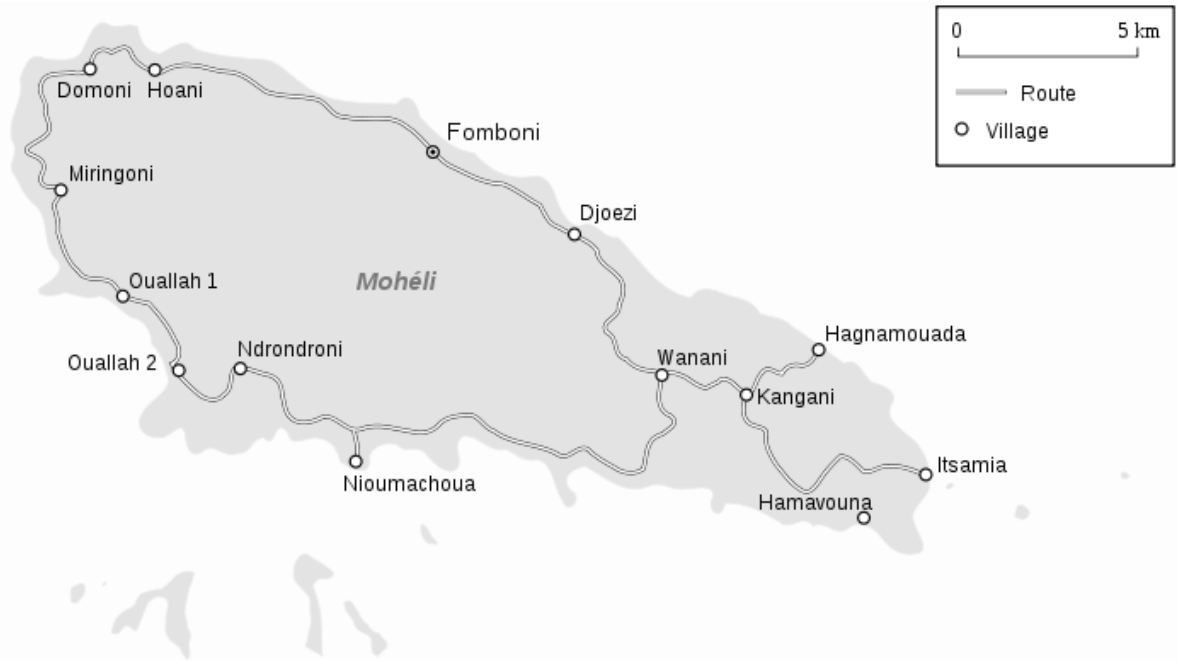 0 5 km
Route
Village
Domoni
Hoani
Fomboni
Miringoni
Djoezi
Mohéli
Ouallah 1
Hagnamouada
Ouallah 2
Ndrondroni
Wanani
Kangani
Itsamia
Nioumachoua
Hamavouna